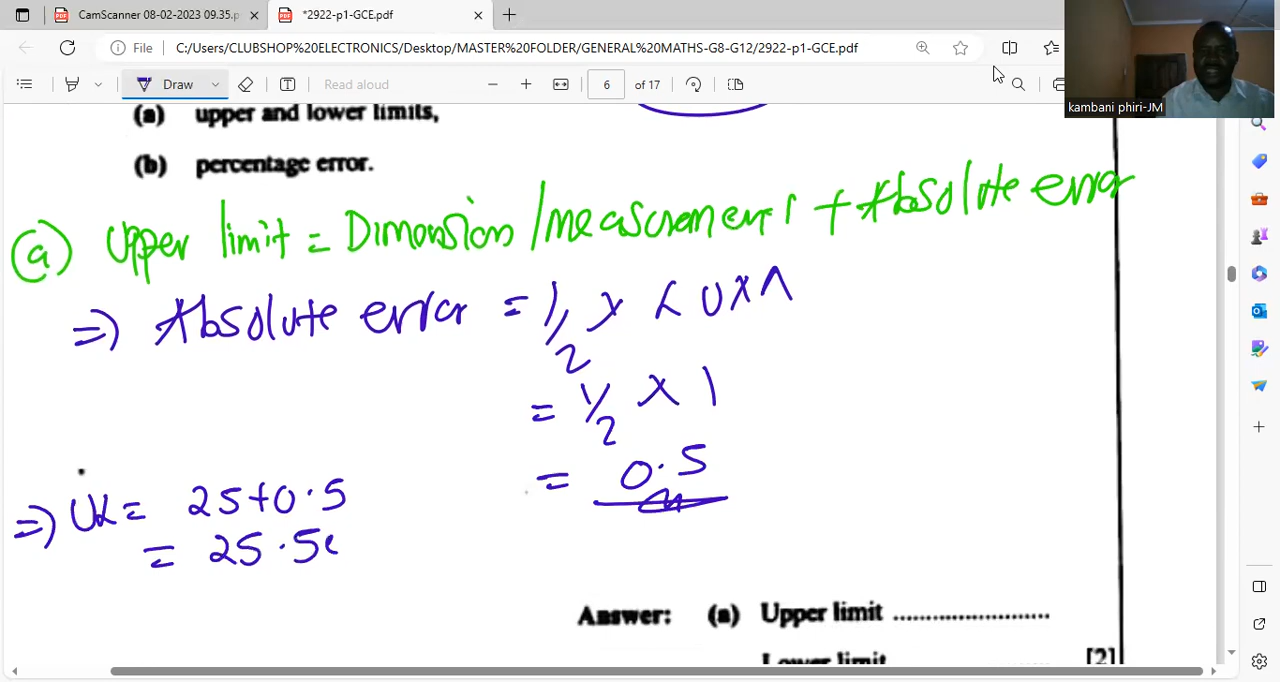 CamScanner 08-02-2023 09.35.p
*2922-p1-GCE.pdf
File
C:/Users/CLUBSHOP%20ELECTRONICS/Desktop/MASTER%20FOLDER/GENERAL%20MATHS-G8-G12/2922-p1-GCE.pdf
Draw
Read aloud
6 of 17
kambani phiri-JM
(a) upper and lower limits,
(b) percentage error.
(a) Upper limit = Dimension/measurement + Absolute error
=> Absolute error = 1/2 x
= 1/2 x 1
= 0.5
=> UL = 25+0.5
= 25.5
Answer: (a) Upper limit ..........................
Lower limit
[2]